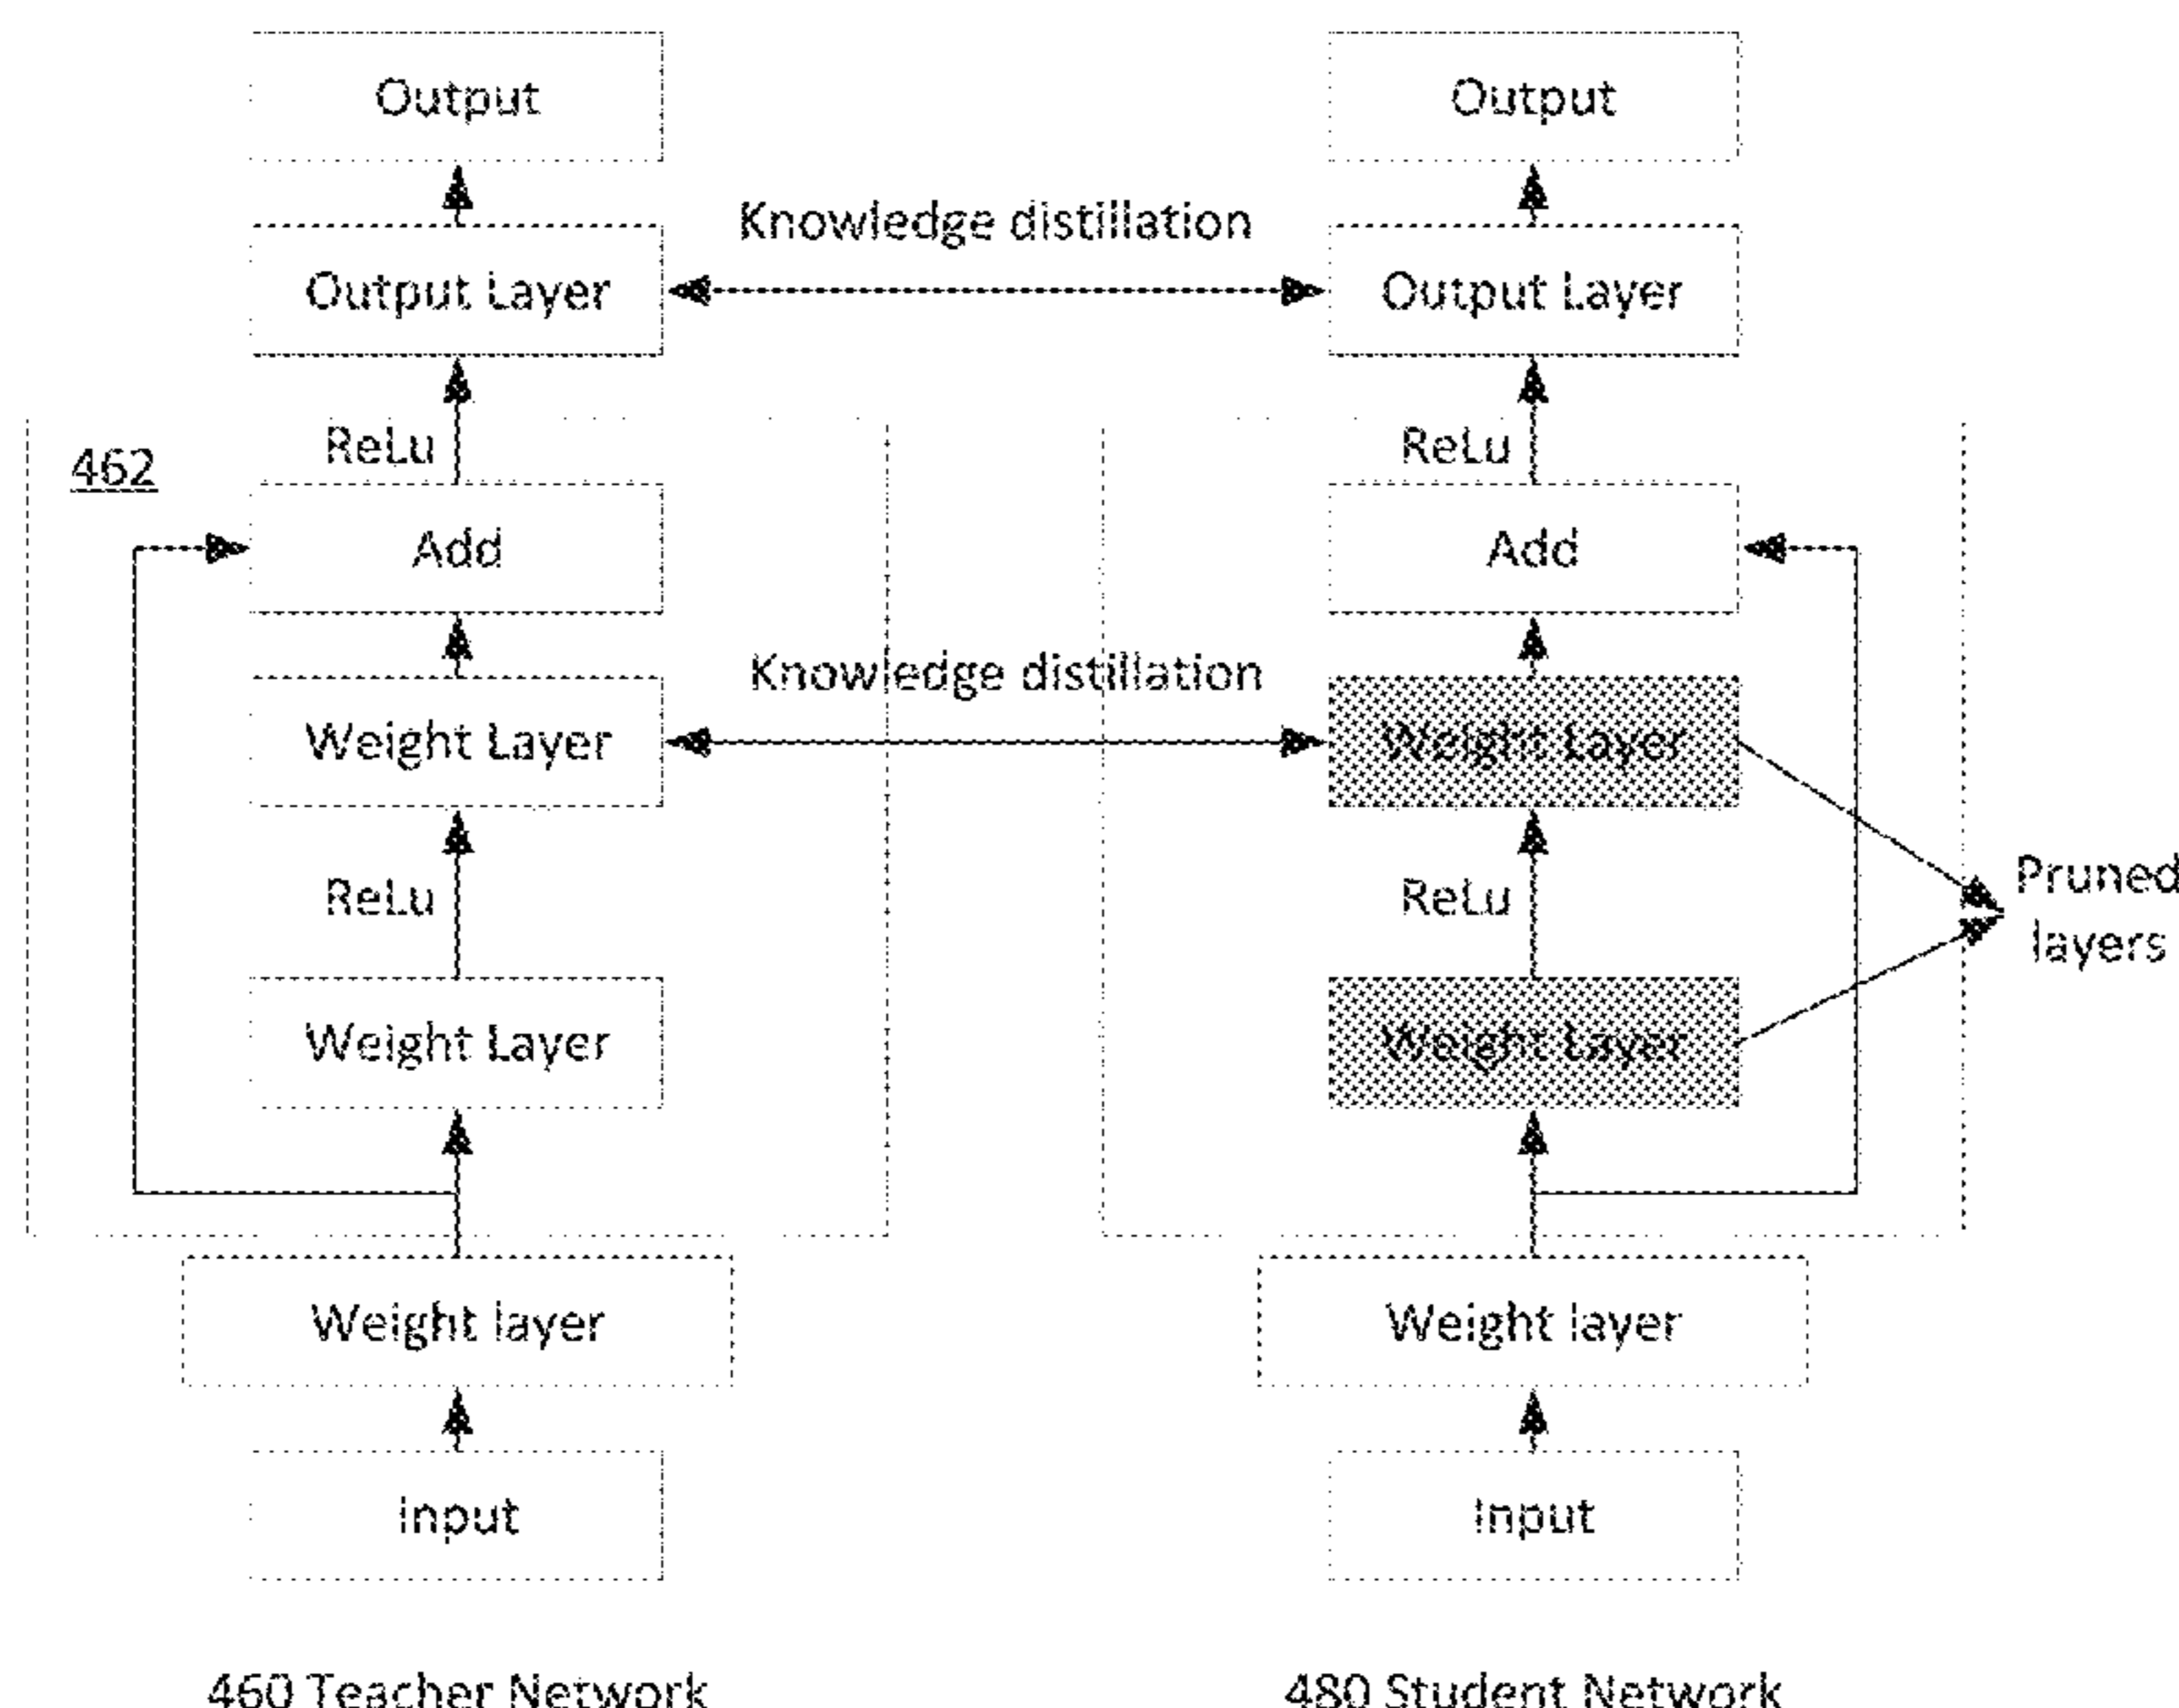 Output
Output
Knowledge distillation
Output Layer
Output Layer
462
ReLu
ReLu
Add
Add
Knowledge distillation
Weight Layer
Weight Layer
ReLu
ReLu
Pruned
layers
Weight Layer
Weight Layer
Weight layer
Weight layer
Input
Input
460 Teacher Network
480 Student Network